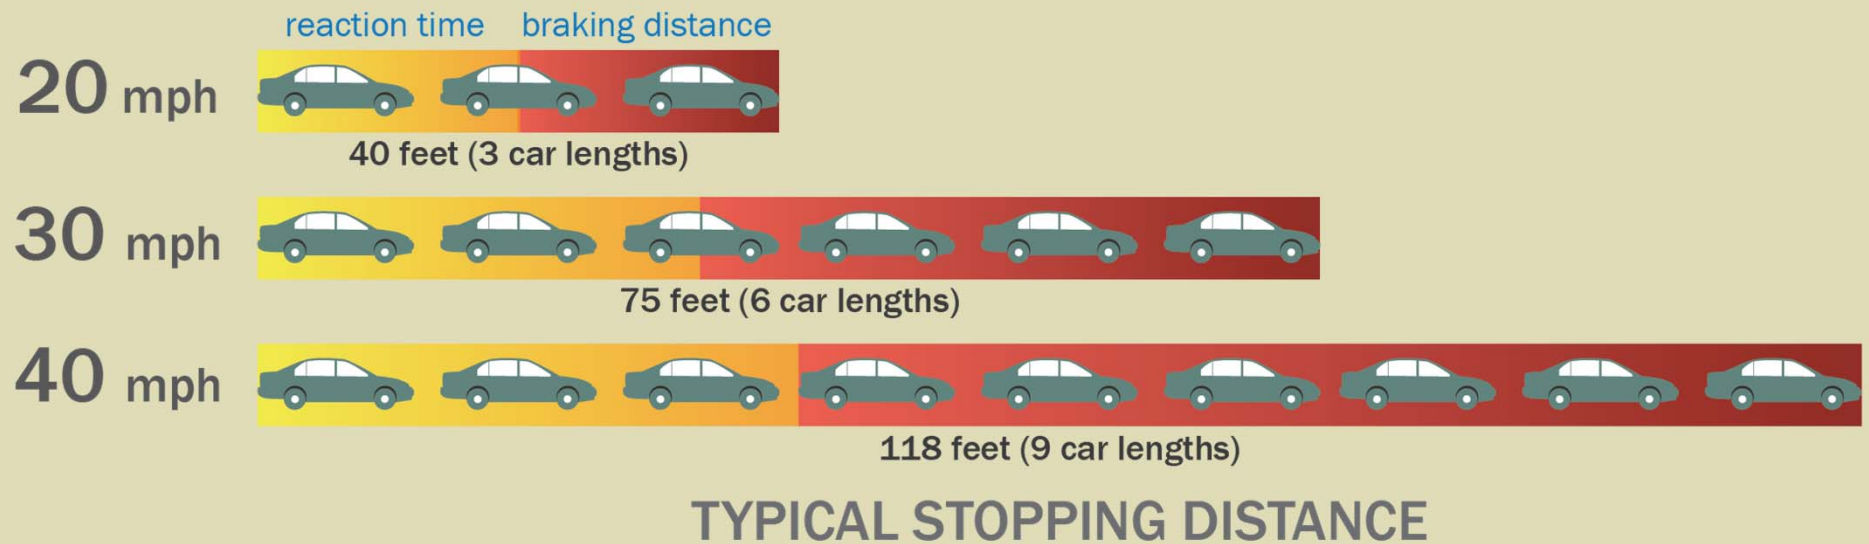 reaction time braking distance
20 mph
40 feet (3 car lengths)
30 mph
75 feet (6 car lengths)
40 mph
118 feet (9 car lengths)
TYPICAL STOPPING DISTANCE